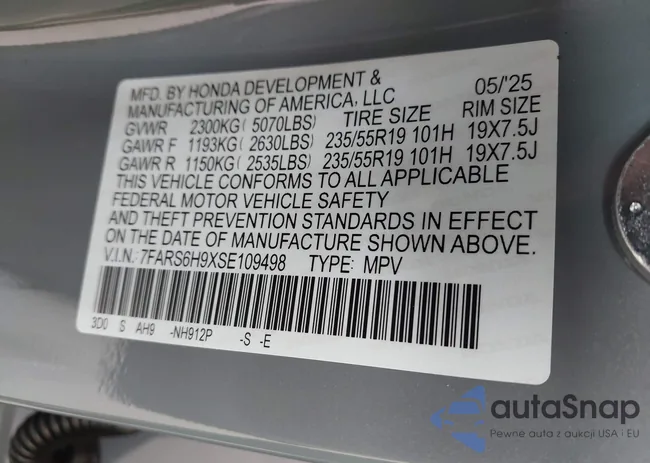 MFD. BY HONDA DEVELOPMENT & 05/'25
MANUFACTURING OF AMERICA, LLC
GVWR 2300KG(5070LBS) TIRE SIZE RIM SIZE
GAWR F 1193KG(2630LBS) 235/55R19 101H 19X7.5J
GAWR R 1150KG(2535LBS) 235/55R19 101H 19X7.5J
THIS VEHICLE CONFORMS TO ALL APPLICABLE
FEDERAL MOTOR VEHICLE SAFETY
AND THEFT PREVENTION STANDARDS IN EFFECT
ON THE DATE OF MANUFACTURE SHOWN ABOVE.
V.I.N.: 7FARS6H9XSE109498 TYPE: MPV
3D0 S AH9 -NH912P -S -E
autaSnap
Pewne auta z aukcji USA i EU